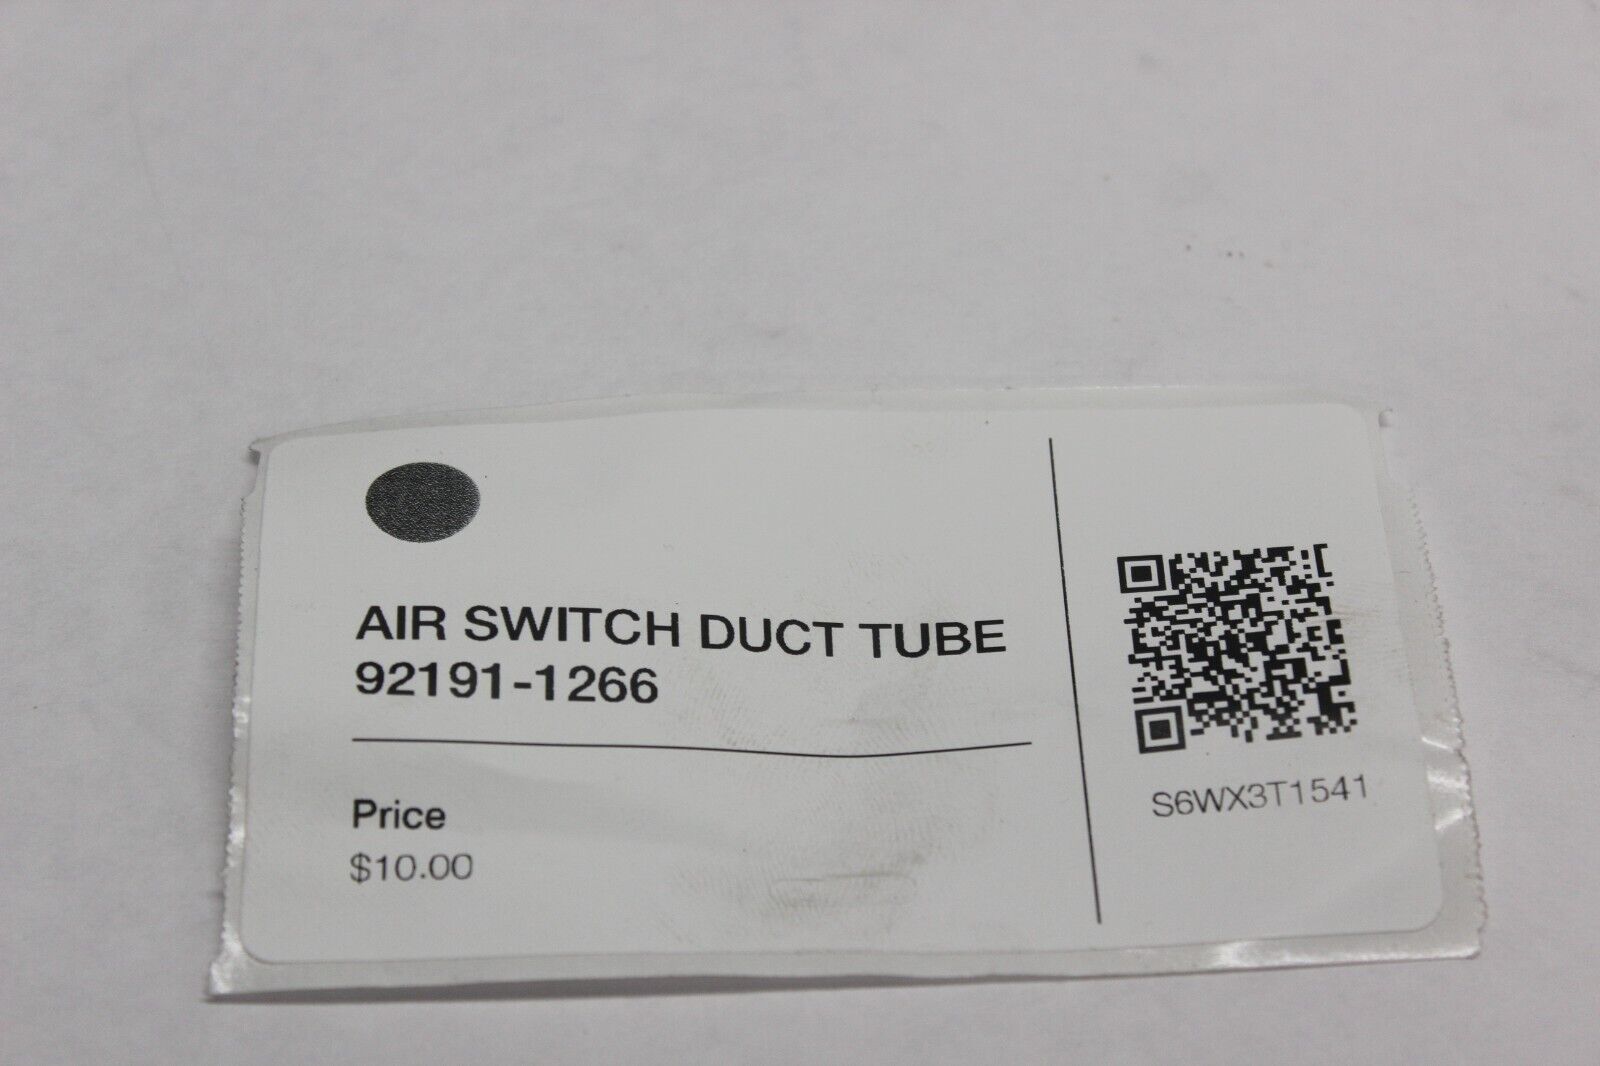 AIR SWITCH DUCT TUBE
92191-1266
Price
$10.00
S6WX3T1541